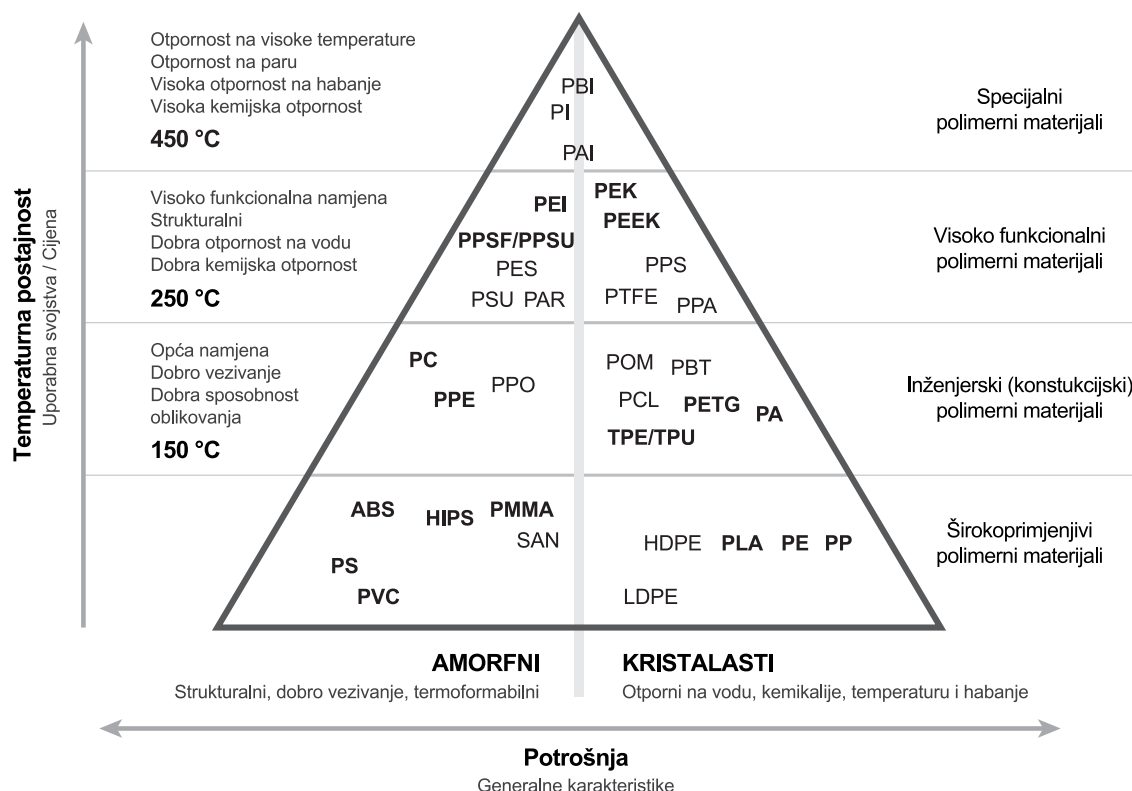 Temperaturna postajnost
Uporabna svojstva / Cijena
Otpornost na visoke temperature
Otpornost na paru
Visoka otpornost na habanje
Visoka kemijska otpornost
450 °C
PBI
PI
PAI
Specijalni
polimerni materijali
Visoko funkcionalna namjena
Strukturalni
Dobra otpornost na vodu
Dobra kemijska otpornost
250 °C
PEI
PPSF/PPSU
PES
PSU PAR
PEK
PEEK
PPS
PTFE
PPA
Visoko funkcionalni
polimerni materijali
Opća namjena
Dobro vezivanje
Dobra sposobnost
oblikovanja
150 °C
PC
PPO
PPE
POM
PBT
PCL
PETG
PA
TPE/TPU
Inženjerski (konstukcijski)
polimerni materijali
ABS
HIPS
PMMA
SAN
PS
PVC
HDPE PLA PE PP
LDPE
Širokoprimjenjivi
polimerni materijali
AMORFNI
Strukturalni, dobro vezivanje, termoformabilni
KRISTALASTI
Otporni na vodu, kemikalije, temperaturu i habanje
Potrošnja
Generalne karakteristike